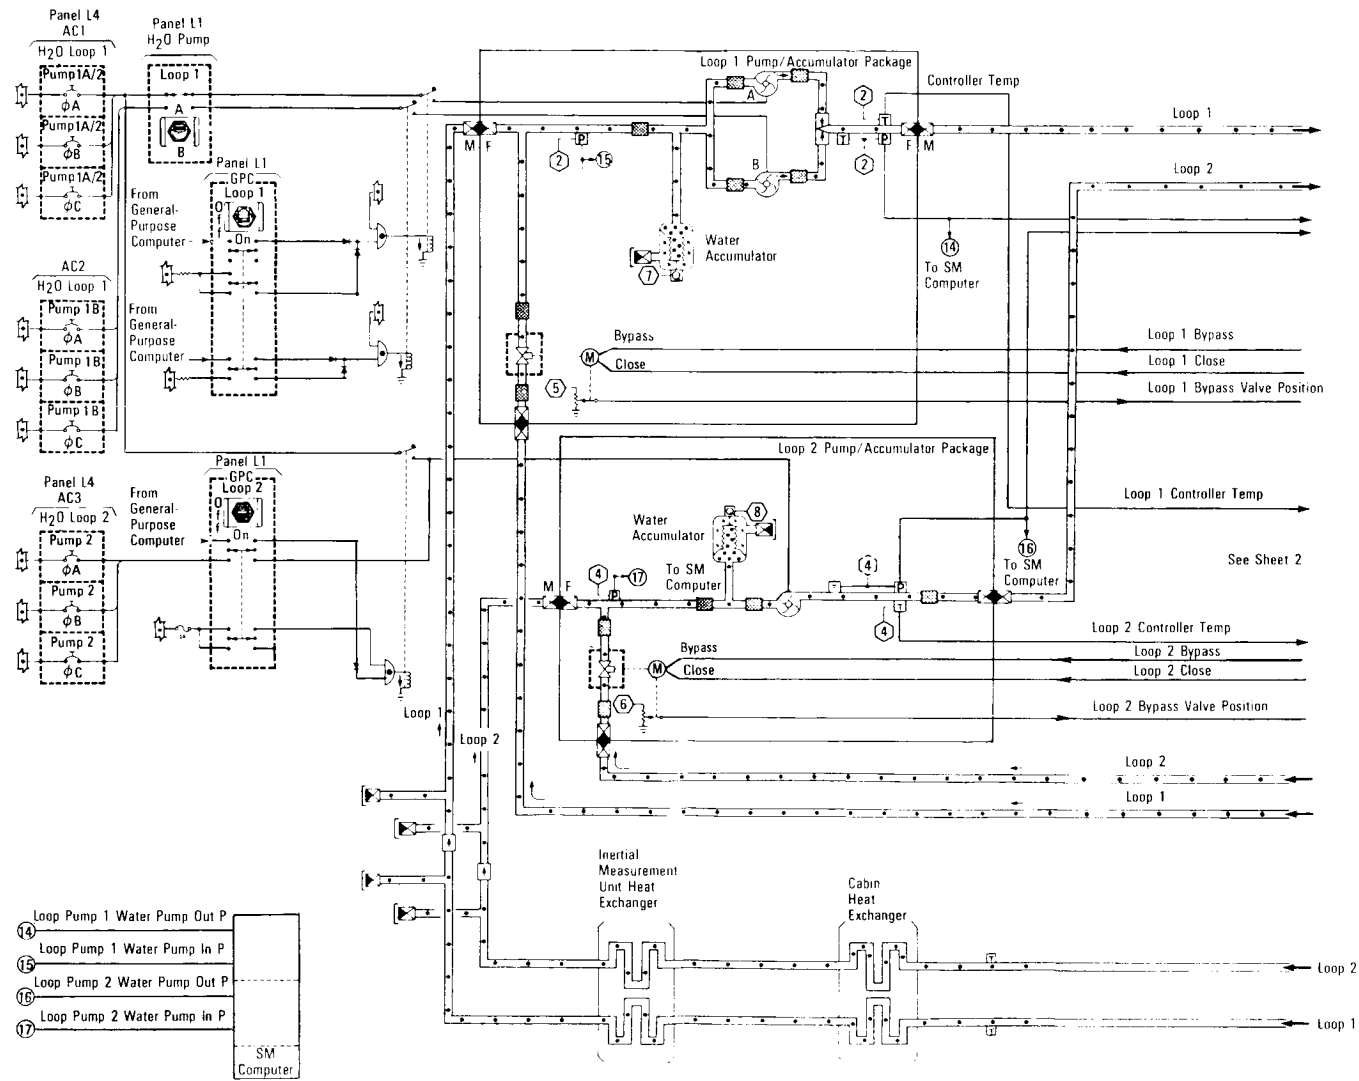 Panel L4
AC1
H2O Loop 1
Pump1A/2
ϕA
Pump1A/2
ϕB
Pump1A/2
ϕC
Panel L1
H2O Pump
Loop 1
A
B
Panel L1
GPC
Loop 1
On
From
General-
Purpose
Computer
From
General-
Purpose
Computer
AC2
H2O Loop 1
Pump 1B
ϕA
Pump 1B
ϕB
Pump 1B
ϕC
Panel L4
AC3
H2O Loop 2
Pump 2
ϕA
Pump 2
ϕB
Pump 2
ϕC
Panel L1
GPC
Loop 2
On
From
General-
Purpose
Computer
Loop 1 Pump/Accumulator Package
A
B
M F
2
P
15
Water
Accumulator
7
2
T
T
P
2
F M
Controller Temp
Loop 1
Loop 2
14
To SM
Computer
Bypass
M
Close
5
Loop 1 Bypass
Loop 1 Close
Loop 1 Bypass Valve Position
Loop 2 Pump/Accumulator Package
Water
Accumulator
8
To SM
Computer
M F
4
17
P
4
T
P
T
4
16
To SM
Computer
Loop 1 Controller Temp
See Sheet 2
Loop 2 Controller Temp
Bypass
M
Close
6
Loop 2 Bypass
Loop 2 Close
Loop 2 Bypass Valve Position
Loop 1
Loop 2
Loop 2
Loop 1
Inertial
Measurement
Unit Heat
Exchanger
Cabin
Heat
Exchanger
T
Loop 2
T
Loop 1
Loop Pump 1 Water Pump Out P
14
Loop Pump 1 Water Pump In P
15
Loop Pump 2 Water Pump Out P
16
Loop Pump 2 Water Pump In P
17
SM
Computer